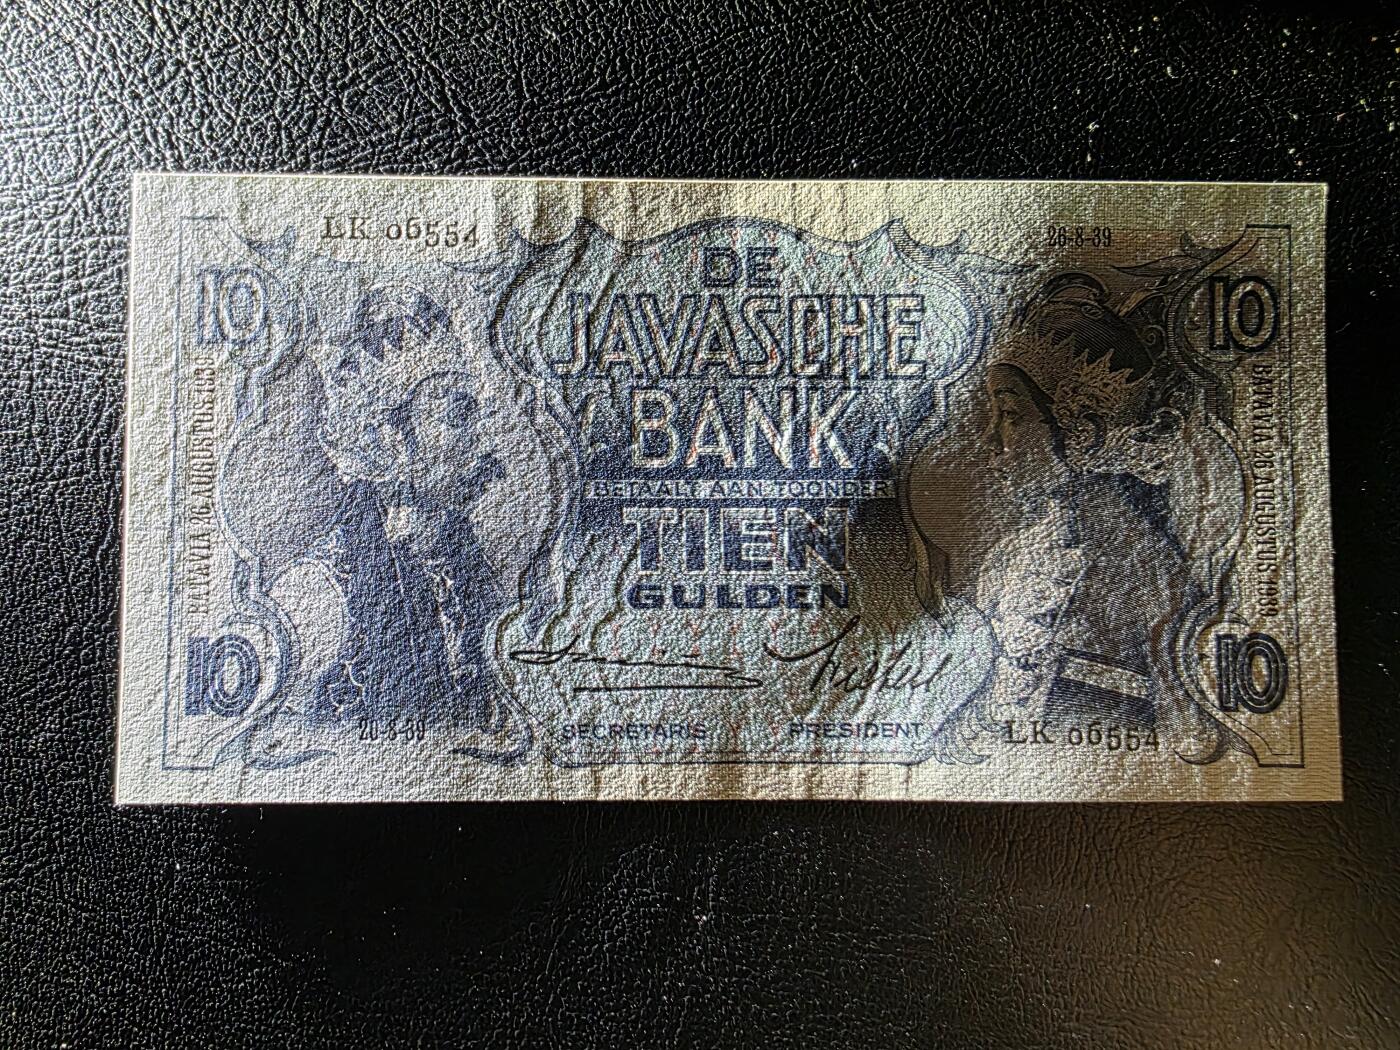 LK 06554
26-8-39
10
10
DE
JAVASCHE
BANK
BETAALT AAN TOONDER
TIEN
GULDEN
BATAVIA 26 AUGUSTUS 1939
BATAVIA 26 AUGUSTUS 1939
10
10
SECRETARIS
PRESIDENT
26-8-39
LK 06554